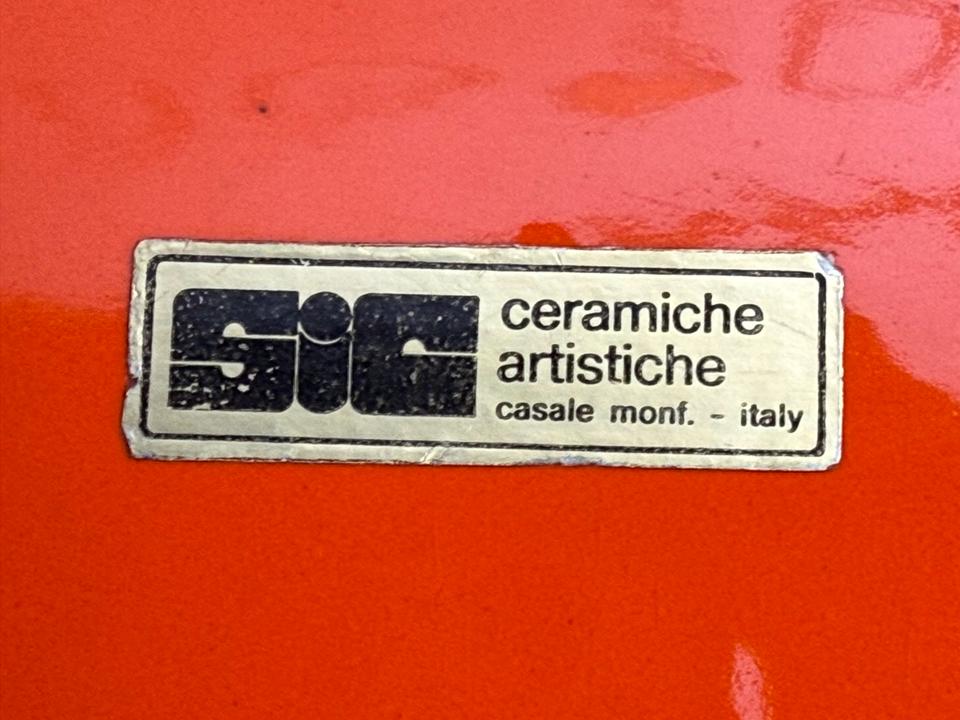 sic
ceramiche
artistiche
casale monf. - italy